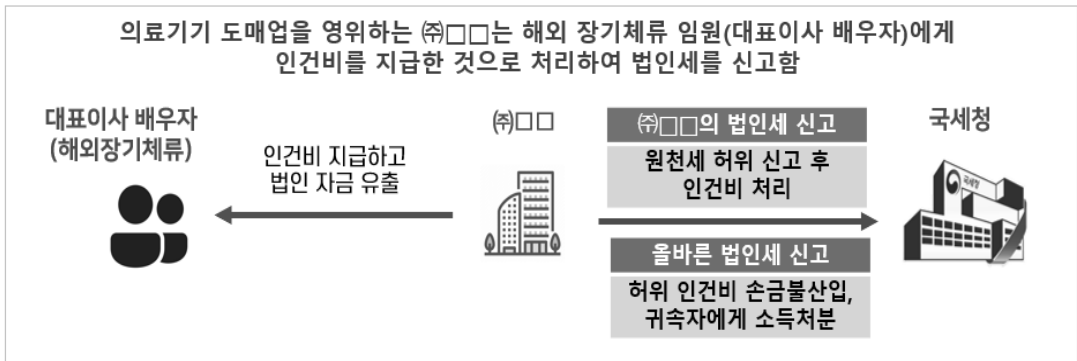 의료기기 도매업을 영위하는 ㈜□□는 해외 장기체류 임원(대표이사 배우자)에게
인건비를 지급한 것으로 처리하여 법인세를 신고함
대표이사 배우자
(해외장기체류)
인건비 지급하고
법인 자금 유출
㈜□□
㈜□□의 법인세 신고
원천세 허위 신고 후
인건비 처리
올바른 법인세 신고
허위 인건비 손금불산입,
귀속자에게 소득처분
국세청
국세청